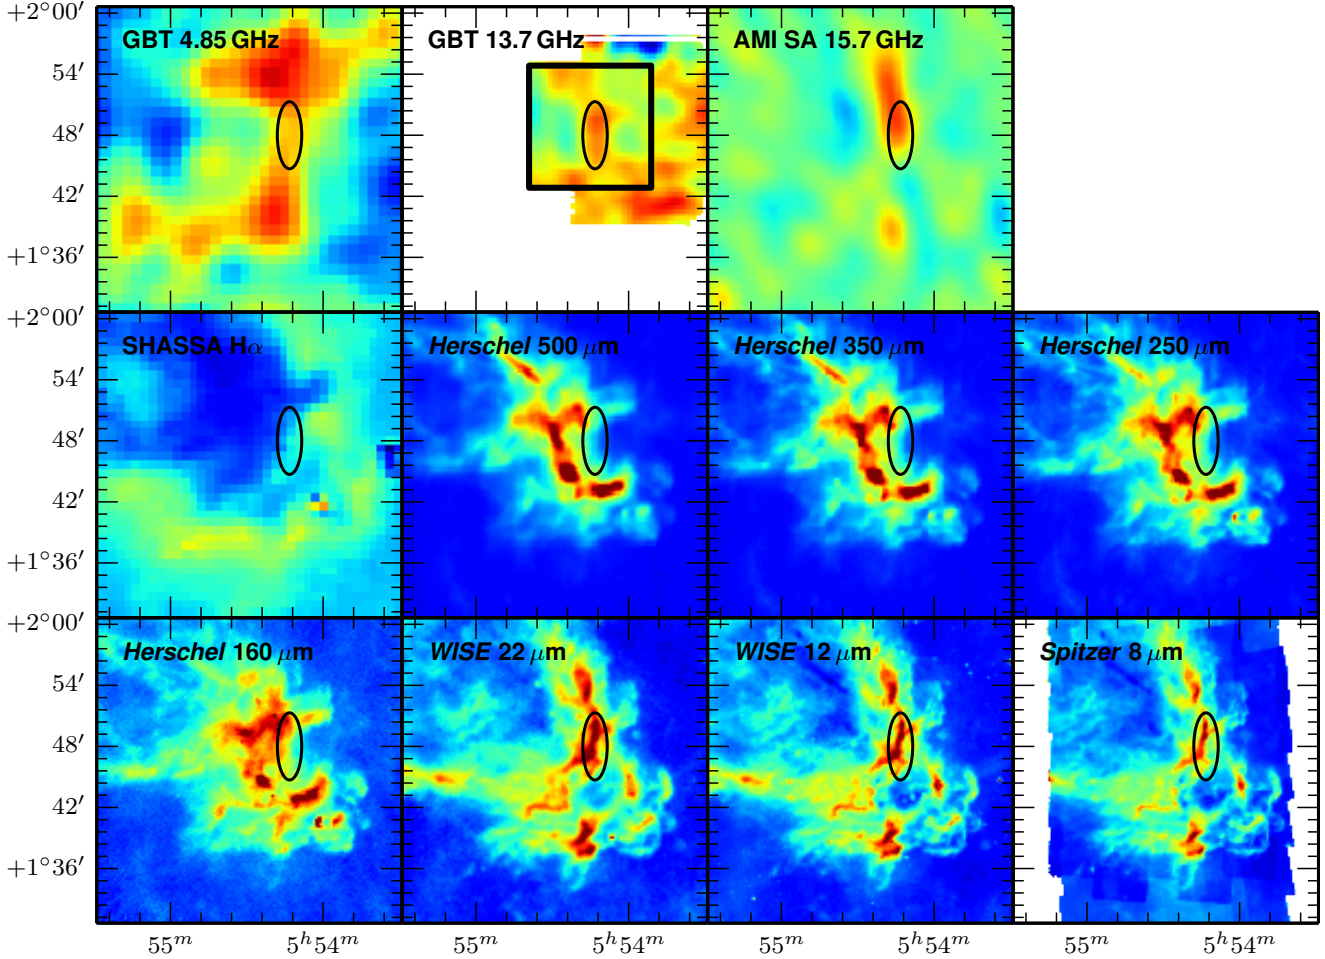 +2°00′
GBT 4.85 GHz
GBT 13.7 GHz
AMI SA 15.7 GHz
54′
48′
42′
+1°36′
+2°00′
SHASSA Hα
Herschel 500 μm
Herschel 350 μm
Herschel 250 μm
54′
48′
42′
+1°36′
+2°00′
Herschel 160 μm
WISE 22 μm
WISE 12 μm
Spitzer 8 μm
54′
48′
42′
+1°36′
55ᵐ 5ʰ54ᵐ 55ᵐ 5ʰ54ᵐ 55ᵐ 5ʰ54ᵐ 55ᵐ 5ʰ54ᵐ